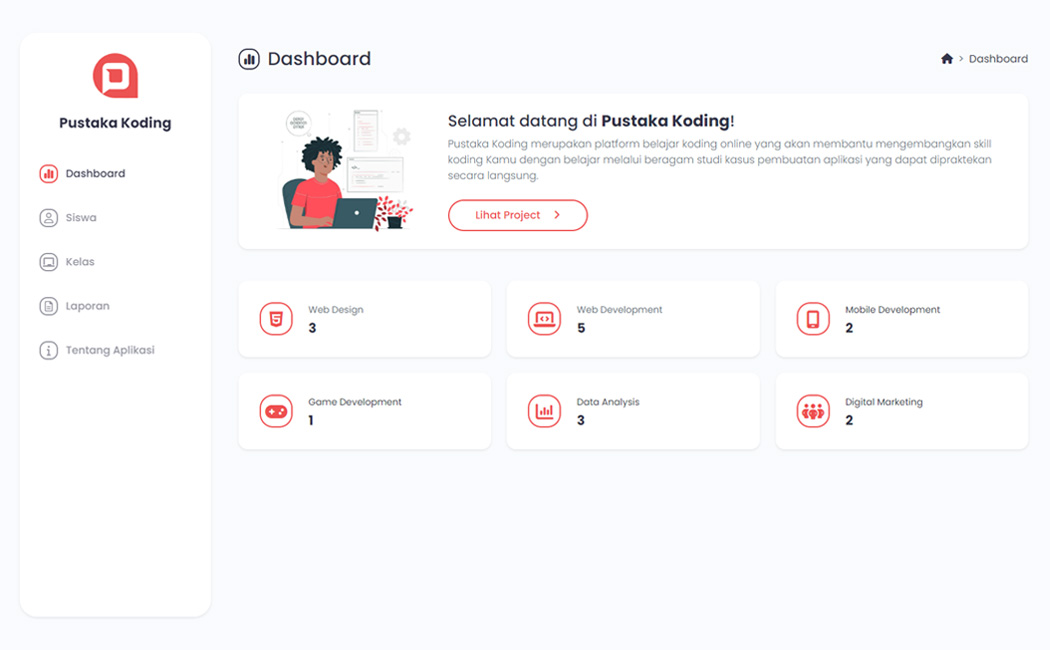 Pustaka Koding
Dashboard
Siswa
Kelas
Laporan
Tentang Aplikasi
Dashboard
> Dashboard
Selamat datang di Pustaka Koding!
Pustaka Koding merupakan platform belajar koding online yang akan membantu mengembangkan skill
koding Kamu dengan belajar melalui beragam studi kasus pembuatan aplikasi yang dapat dipraktekan
secara langsung.
Lihat Project >
Web Design
3
Web Development
5
Mobile Development
2
Game Development
1
Data Analysis
3
Digital Marketing
2